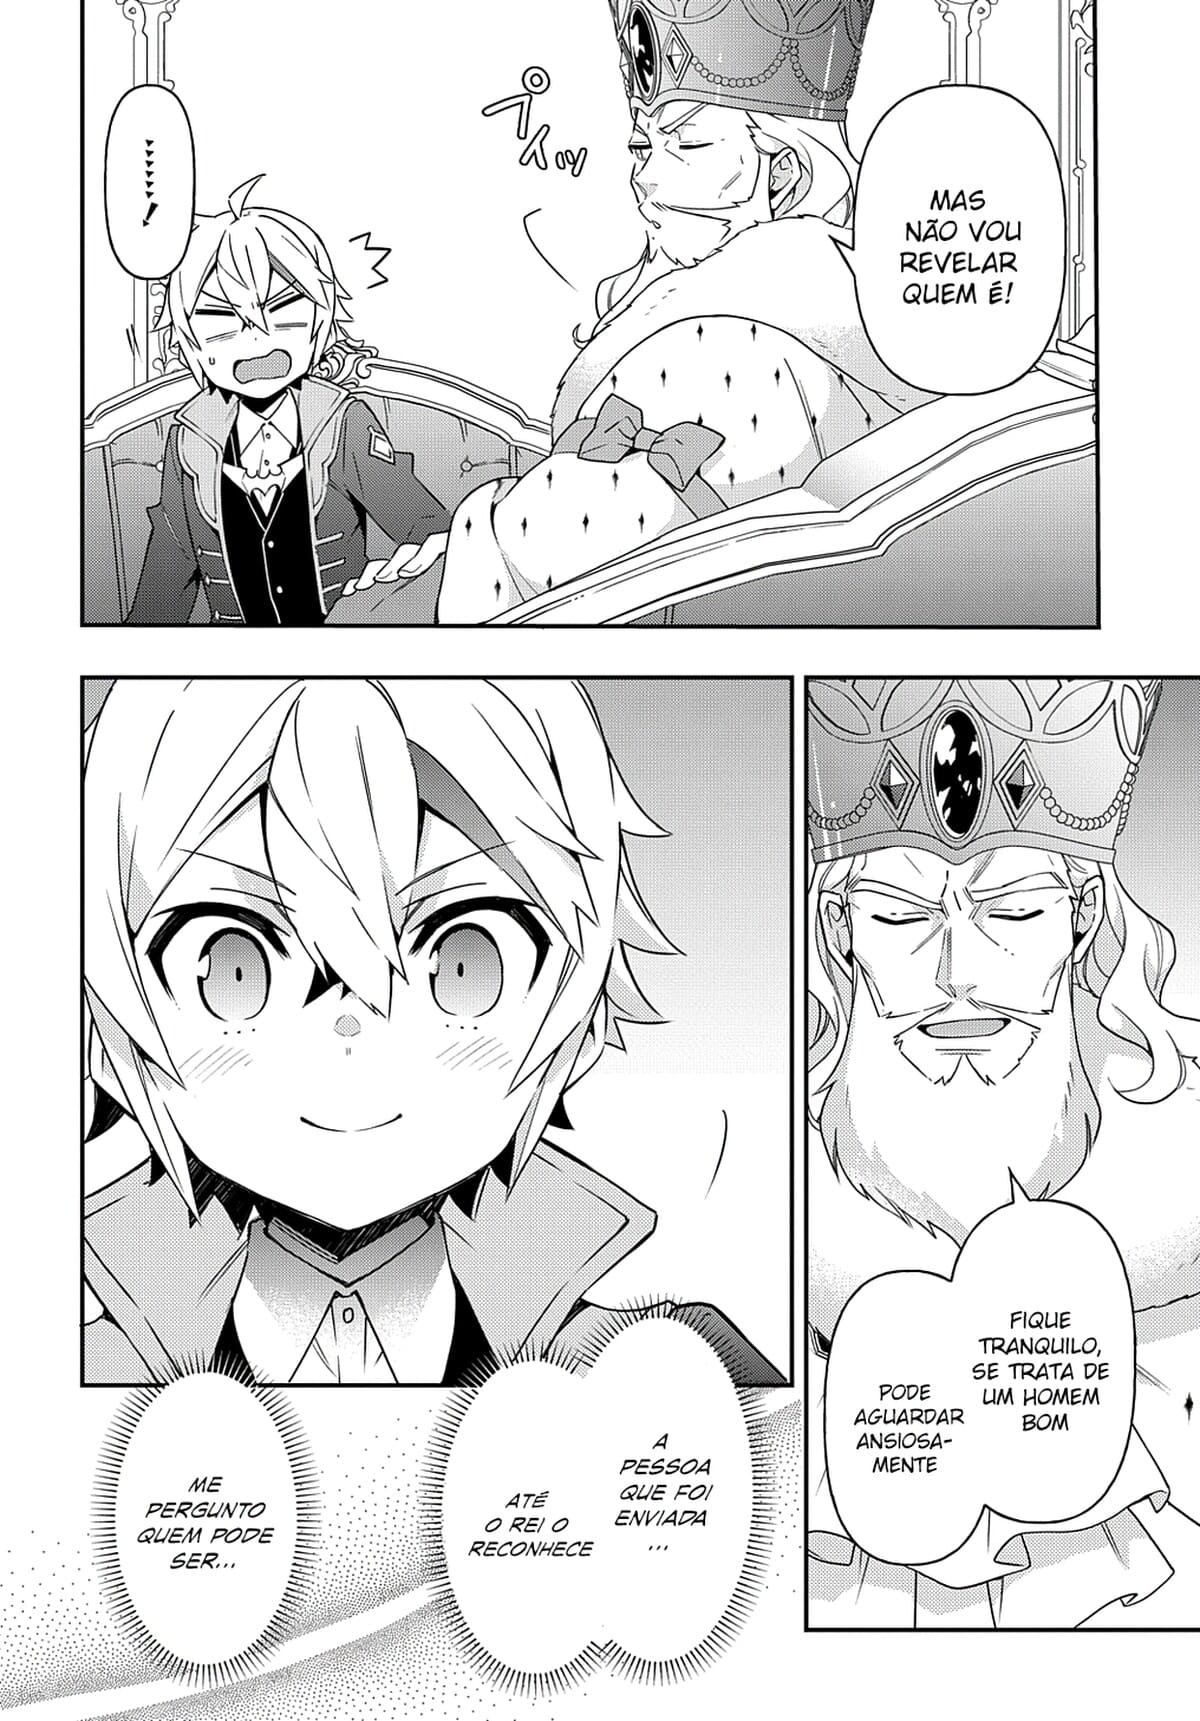 MAS
NÃO VOU
REVELAR
QUEM É!
プイッ
......!
FIQUE
TRANQUILO,
SE TRATA DE
UM HOMEM
BOM
PODE
AGUARDAR
ANSIOSA-
MENTE
A
PESSOA
QUE FOI
ENVIADA
...
ATÉ
O REI O
RECONHECE
ME
PERGUNTO
QUEM PODE
SER...